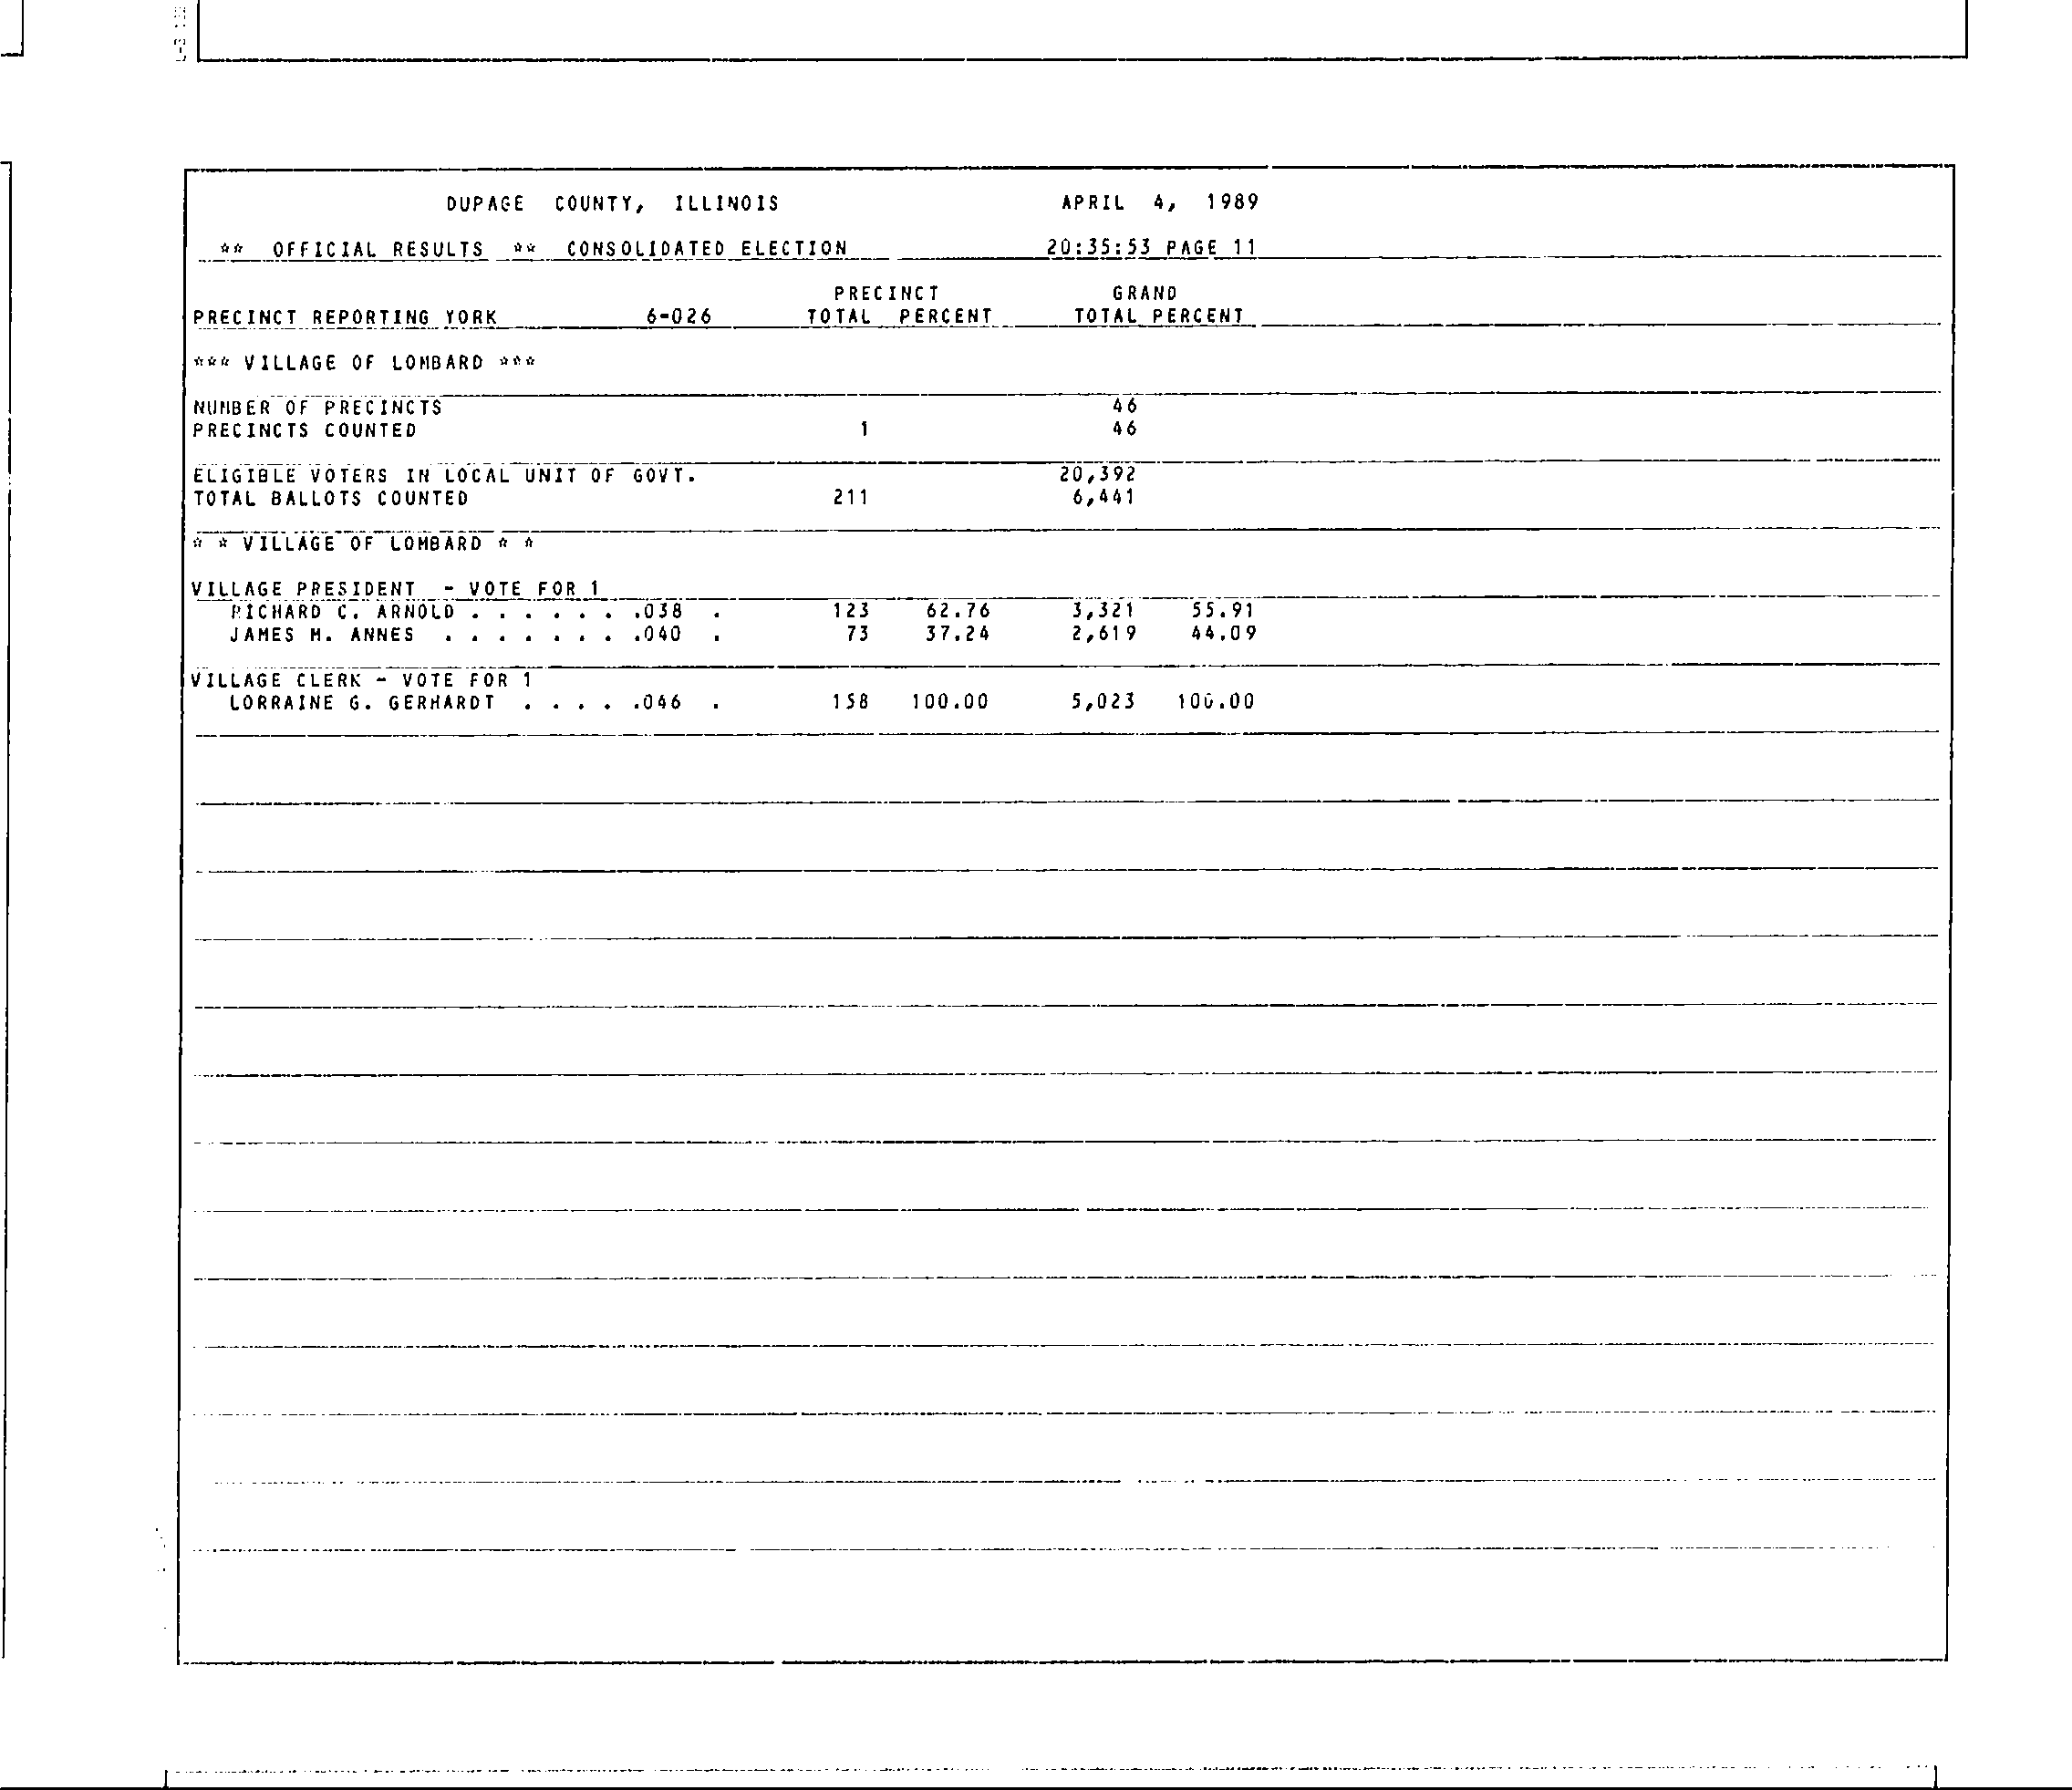 DUPAGE COUNTY, ILLINOIS APRIL 4, 1989
** OFFICIAL RESULTS ** CONSOLIDATED ELECTION 20:35:53 PAGE 11
PRECINCT GRAND
PRECINCT REPORTING YORK 6-026 TOTAL PERCENT TOTAL PERCENT
*** VILLAGE OF LOMBARD ***
NUMBER OF PRECINCTS 46
PRECINCTS COUNTED 1 46
ELIGIBLE VOTERS IN LOCAL UNIT OF GOVT. 20,392
TOTAL BALLOTS COUNTED 211 6,441
* * VILLAGE OF LOMBARD * *
VILLAGE PRESIDENT - VOTE FOR 1
RICHARD C. ARNOLD . . . . . . .038 . 123 62.76 3,321 55.91
JAMES M. ANNES . . . . . . . .040 . 73 37.24 2,619 44.09
VILLAGE CLERK - VOTE FOR 1
LORRAINE G. GERHARDT . . . . .046 . 158 100.00 5,023 100.00